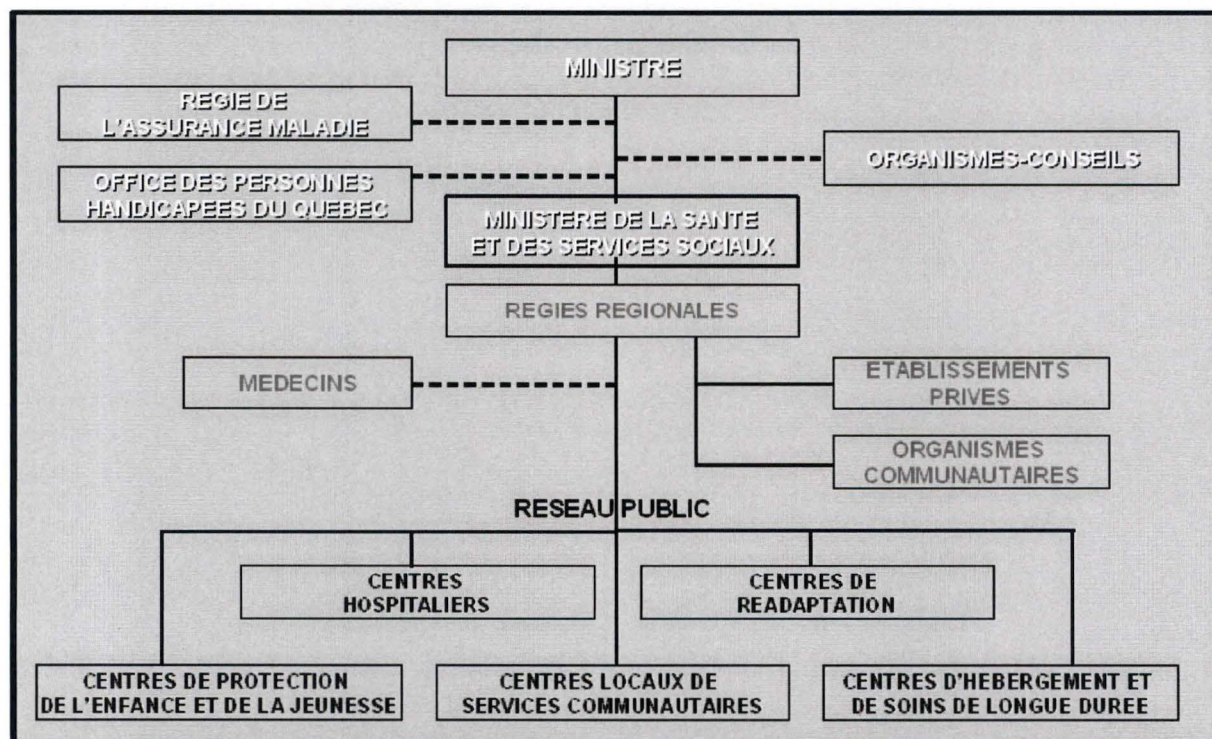 MINISTRE
REGIE DE
L'ASSURANCE MALADIE
ORGANISMES-CONSEILS
OFFICE DES PERSONNES
HANDICAPEES DU QUEBEC
MINISTERE DE LA SANTE
ET DES SERVICES SOCIAUX
REGIES REGIONALES
MEDECINS
ETABLISSEMENTS
PRIVES
ORGANISMES
COMMUNAUTAIRES
RESEAU PUBLIC
CENTRES
HOSPITALIERS
CENTRES DE
READAPTATION
CENTRES DE PROTECTION
DE L'ENFANCE ET DE LA JEUNESSE
CENTRES LOCAUX DE
SERVICES COMMUNAUTAIRES
CENTRES D'HEBERGEMENT ET
DE SOINS DE LONGUE DUREE